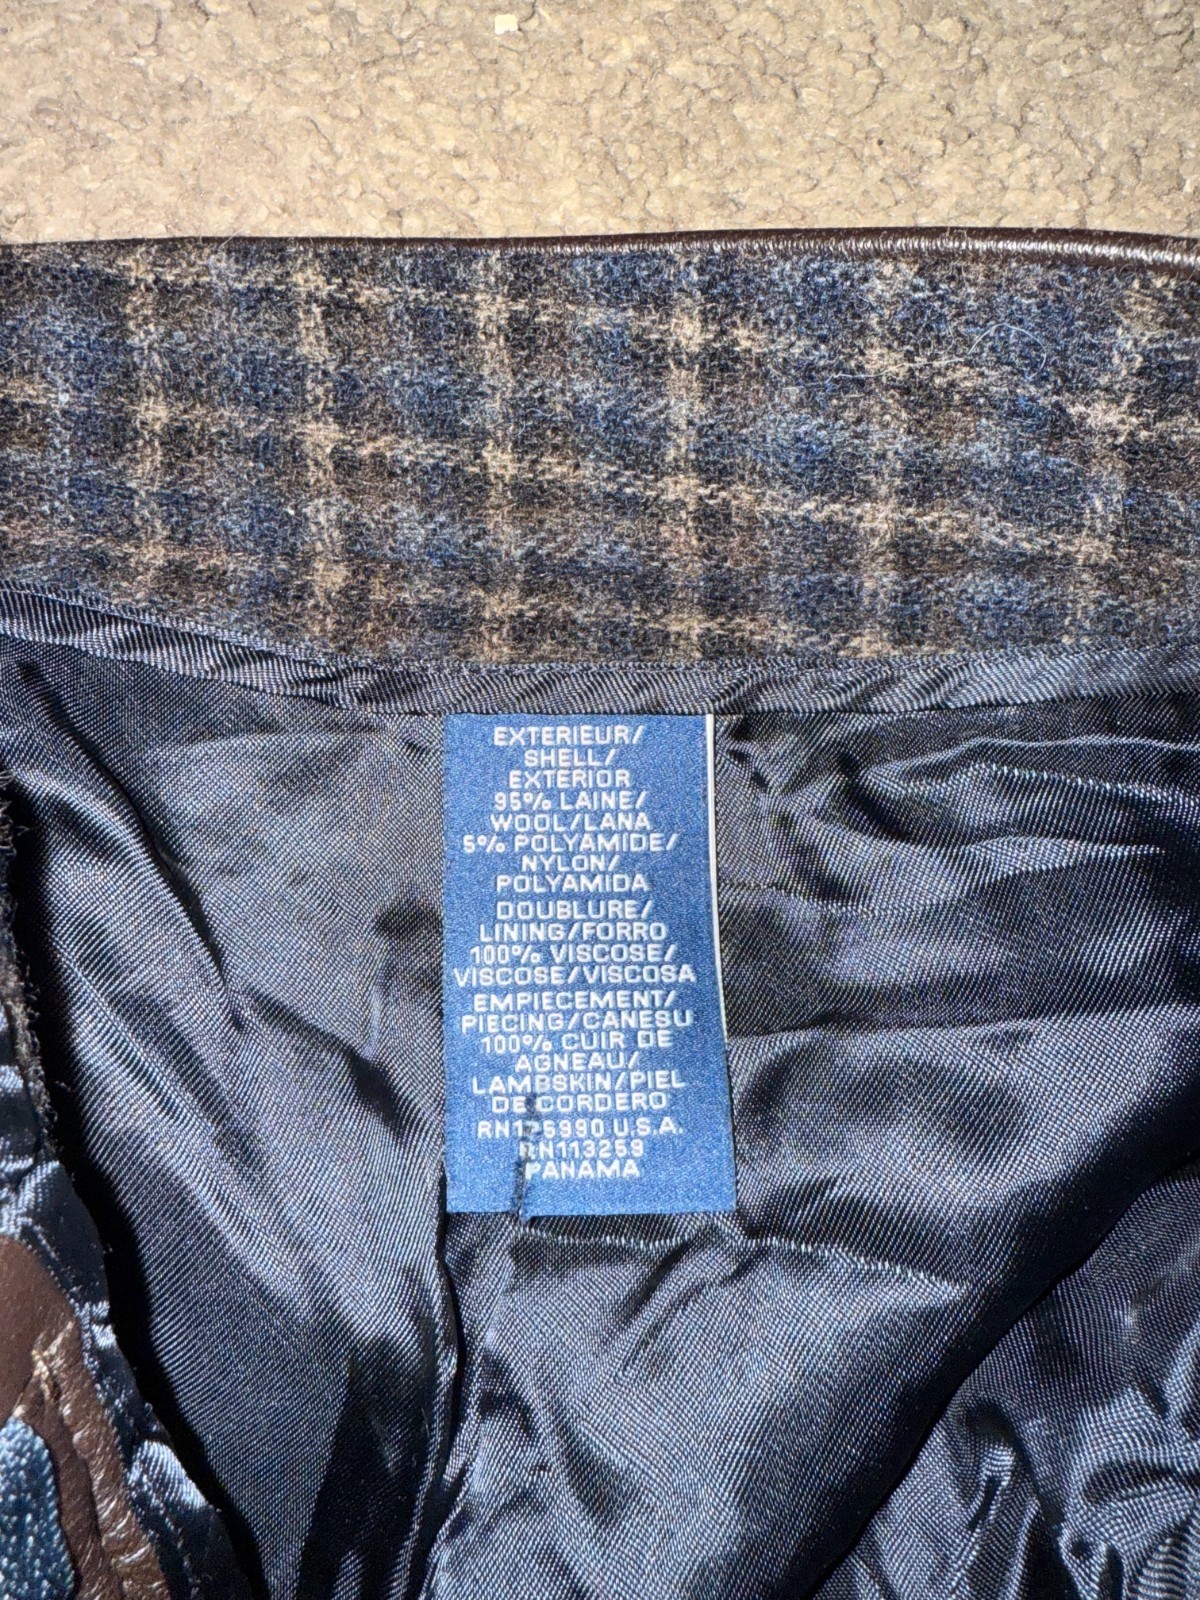 EXTERIEUR/
SHELL/
EXTERIOR
95% LAINE/
WOOL/LANA
5% POLYAMIDE/
NYLON/
POLYAMIDA
DOUBLURE/
LINING/FORRO
100% VISCOSE/
VISCOSE/VISCOSA
EMPIECEMENT/
PIECING/CANESU
100% CUIR DE
AGNEAU/
LAMBSKIN/PIEL
DE CORDERO
RN125990 U.S.A.
RN113259
PANAMA